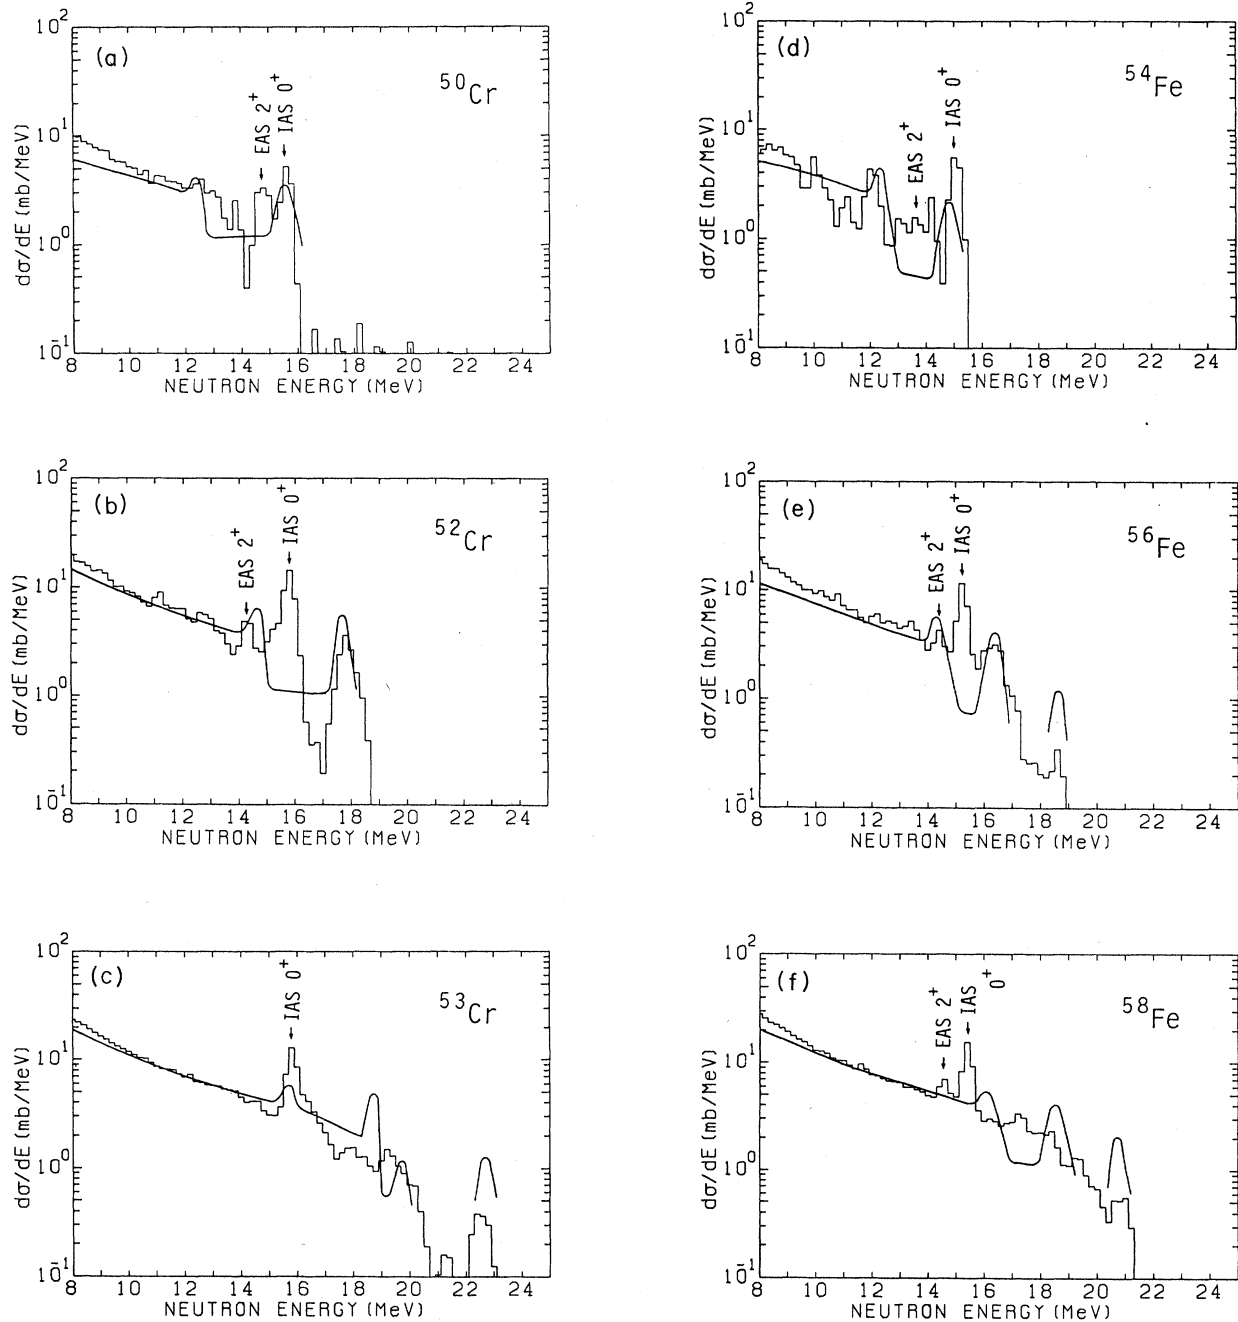 (a)
⁵⁰Cr
EAS 2⁺
IAS 0⁺
10²
10¹
10⁰
10⁻¹
dσ/dE (mb/MeV)
8 10 12 14 16 18 20 22 24
NEUTRON ENERGY (MeV)
(d)
⁵⁴Fe
EAS 2⁺
IAS 0⁺
10²
10¹
10⁰
10⁻¹
dσ/dE (mb/MeV)
8 10 12 14 16 18 20 22 24
NEUTRON ENERGY (MeV)
(b)
⁵²Cr
EAS 2⁺
IAS 0⁺
10²
10¹
10⁰
10⁻¹
dσ/dE (mb/MeV)
8 10 12 14 16 18 20 22 24
NEUTRON ENERGY (MeV)
(e)
⁵⁶Fe
EAS 2⁺
IAS 0⁺
10²
10¹
10⁰
10⁻¹
dσ/dE (mb/MeV)
8 10 12 14 16 18 20 22 24
NEUTRON ENERGY (MeV)
(c)
⁵³Cr
IAS 0⁺
10²
10¹
10⁰
10⁻¹
dσ/dE (mb/MeV)
8 10 12 14 16 18 20 22 24
NEUTRON ENERGY (MeV)
(f)
⁵⁸Fe
EAS 2⁺
IAS 0⁺
10²
10¹
10⁰
10⁻¹
dσ/dE (mb/MeV)
8 10 12 14 16 18 20 22 24
NEUTRON ENERGY (MeV)